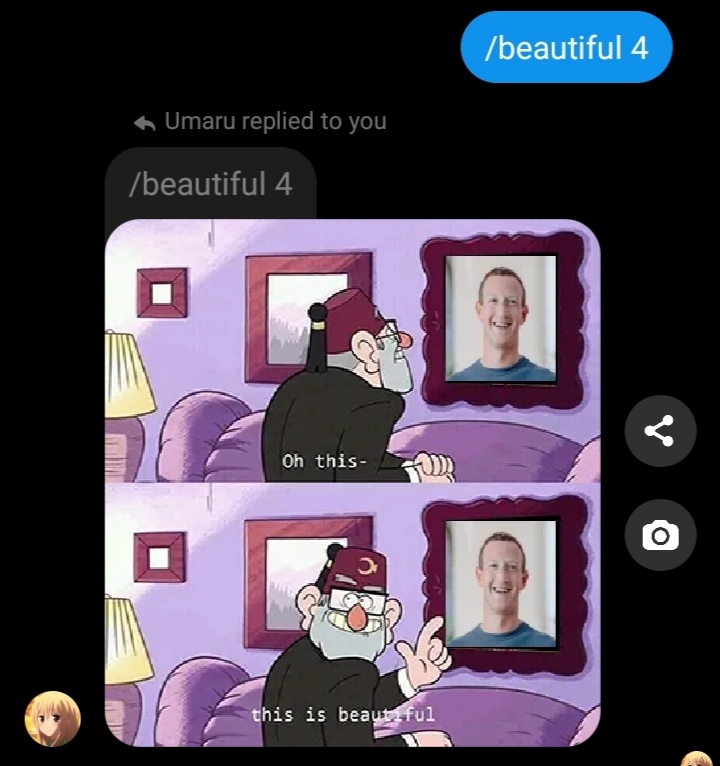 /beautiful 4
Umaru replied to you
/beautiful 4
Oh this-
this is beautiful